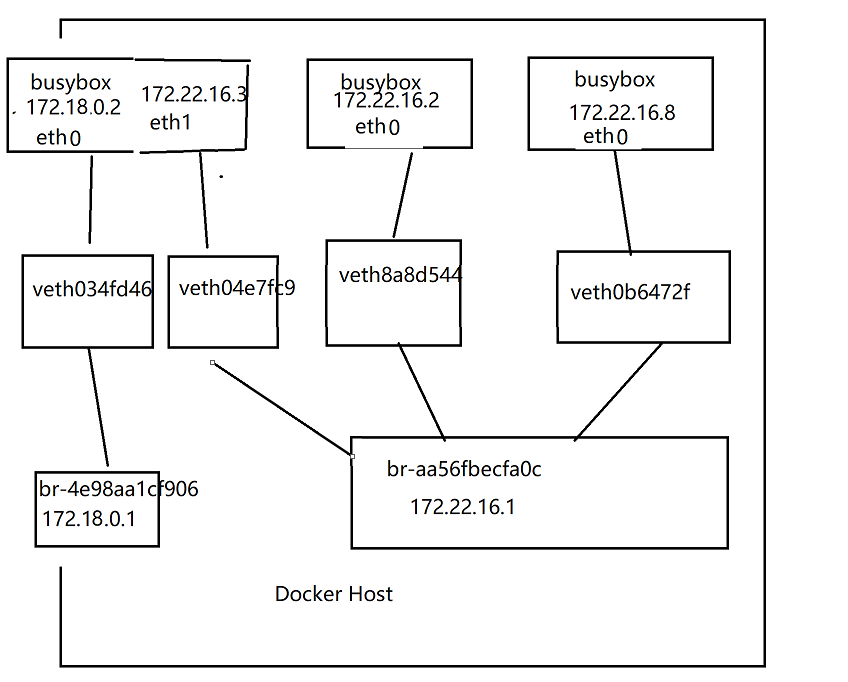 busybox
172.18.0.2
eth0
172.22.16.3
eth1
busybox
172.22.16.2
eth0
busybox
172.22.16.8
eth0
veth034fd46
veth04e7fc9
veth8a8d544
veth0b6472f
br-4e98aa1cf906
172.18.0.1
br-aa56fbecfa0c
172.22.16.1
Docker Host